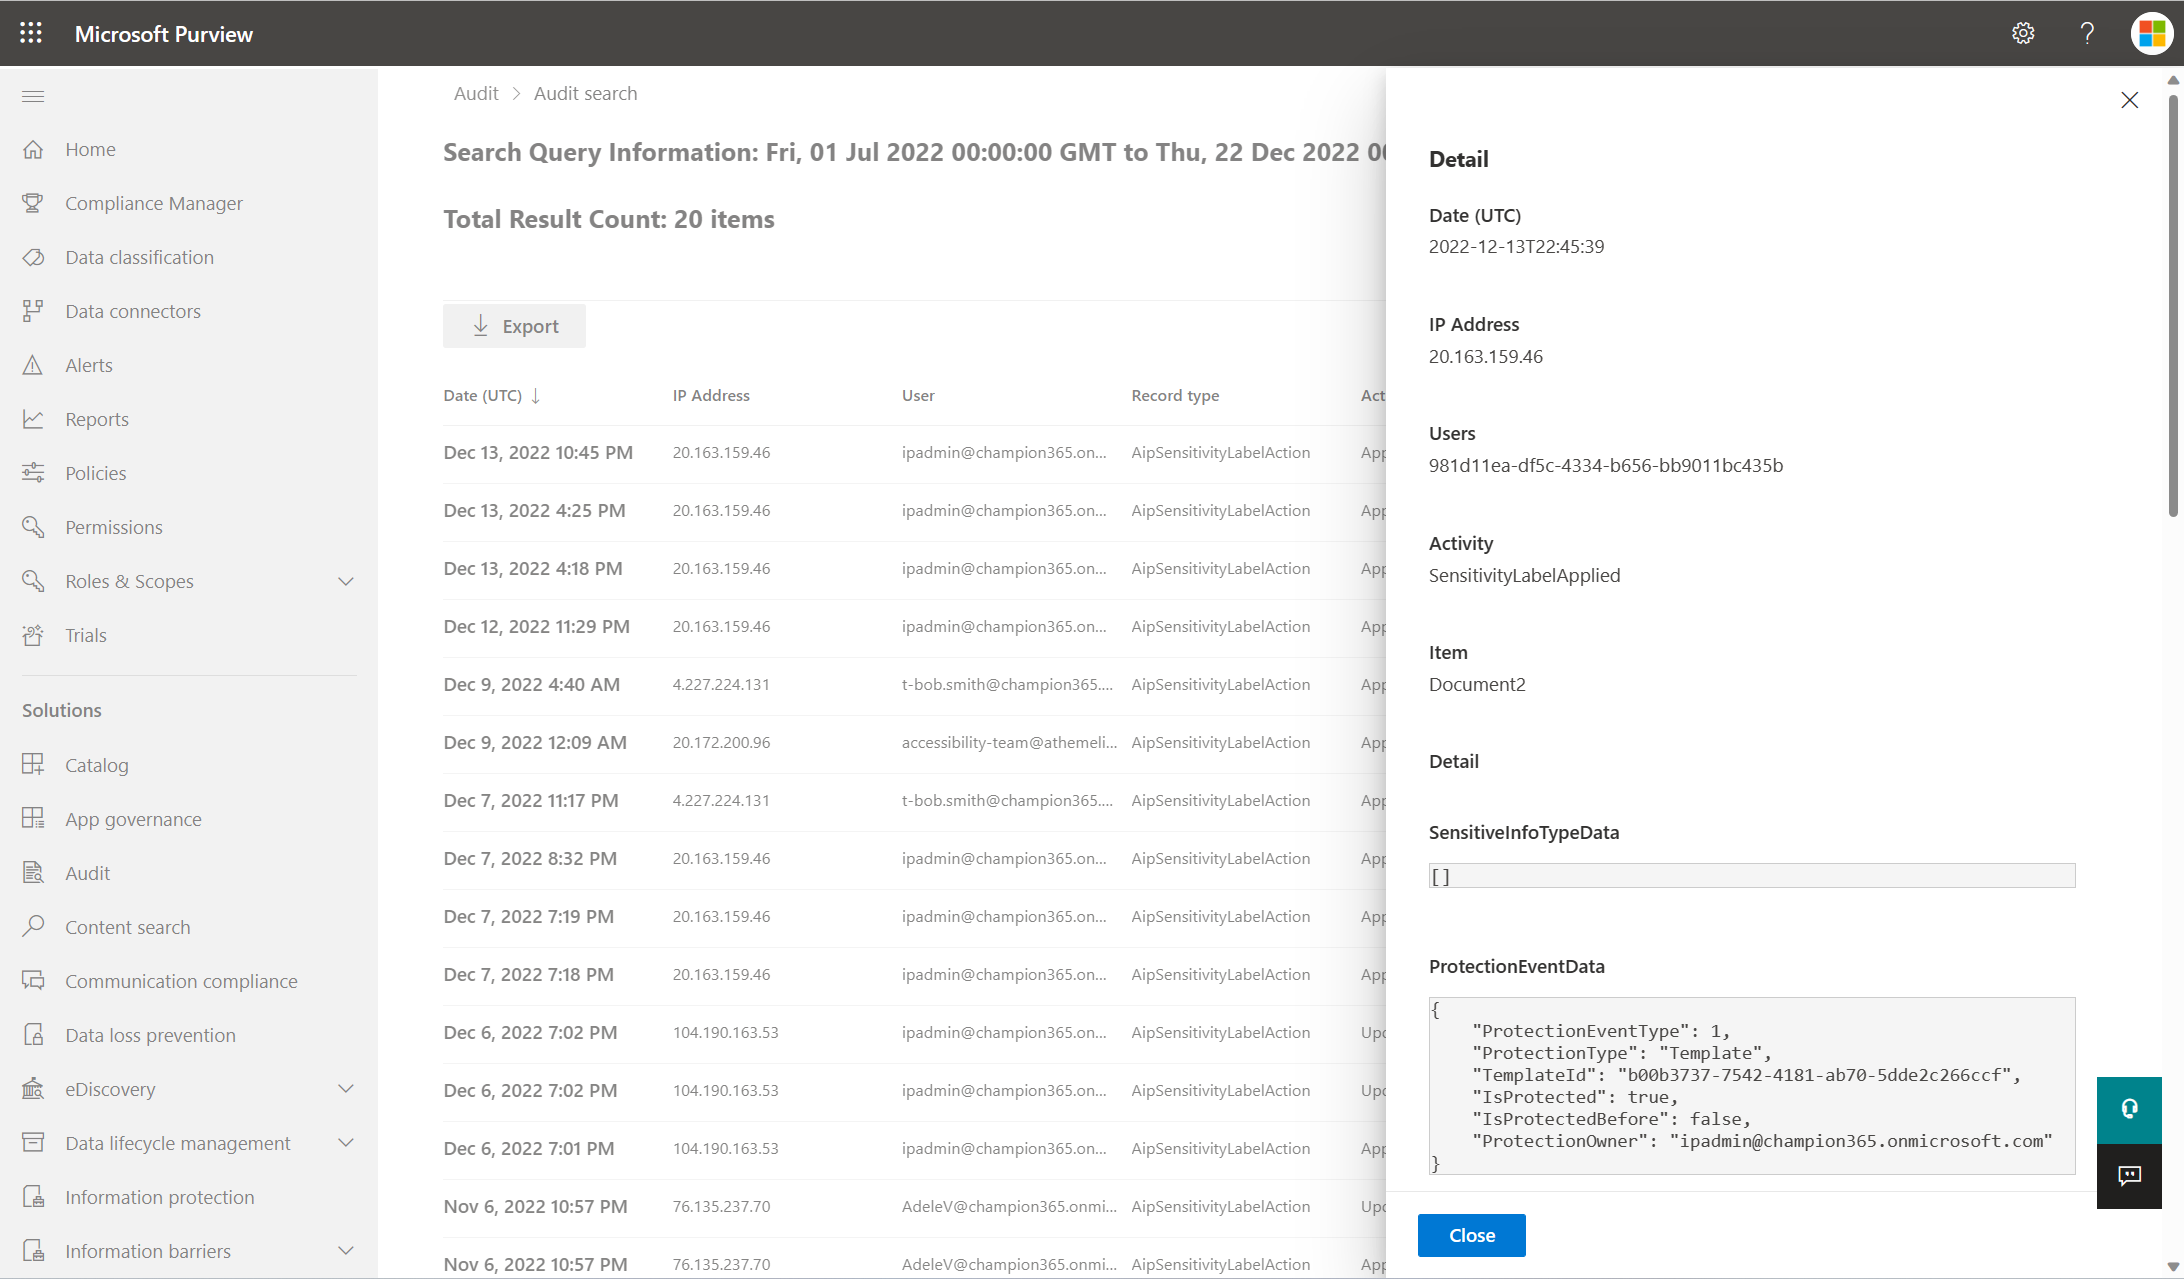 Microsoft Purview
Home
Compliance Manager
Data classification
Data connectors
Alerts
Reports
Policies
Permissions
Roles & Scopes
Trials
Solutions
Catalog
App governance
Audit
Content search
Communication compliance
Data loss prevention
eDiscovery
Data lifecycle management
Information protection
Information barriers
Audit > Audit search
Search Query Information: Fri, 01 Jul 2022 00:00:00 GMT to Thu, 22 Dec 2022 00
Total Result Count: 20 items
Export
Date (UTC) ↓ IP Address User Record type Act
Dec 13, 2022 10:45 PM 20.163.159.46 ipadmin@champion365.on... AipSensitivityLabelAction App
Dec 13, 2022 4:25 PM 20.163.159.46 ipadmin@champion365.on... AipSensitivityLabelAction App
Dec 13, 2022 4:18 PM 20.163.159.46 ipadmin@champion365.on... AipSensitivityLabelAction App
Dec 12, 2022 11:29 PM 20.163.159.46 ipadmin@champion365.on... AipSensitivityLabelAction App
Dec 9, 2022 4:40 AM 4.227.224.131 t-bob.smith@champion365.... AipSensitivityLabelAction App
Dec 9, 2022 12:09 AM 20.172.200.96 accessibility-team@athemeli... AipSensitivityLabelAction App
Dec 7, 2022 11:17 PM 4.227.224.131 t-bob.smith@champion365.... AipSensitivityLabelAction App
Dec 7, 2022 8:32 PM 20.163.159.46 ipadmin@champion365.on... AipSensitivityLabelAction App
Dec 7, 2022 7:19 PM 20.163.159.46 ipadmin@champion365.on... AipSensitivityLabelAction App
Dec 7, 2022 7:18 PM 20.163.159.46 ipadmin@champion365.on... AipSensitivityLabelAction App
Dec 6, 2022 7:02 PM 104.190.163.53 ipadmin@champion365.on... AipSensitivityLabelAction Upd
Dec 6, 2022 7:02 PM 104.190.163.53 ipadmin@champion365.on... AipSensitivityLabelAction Upd
Dec 6, 2022 7:01 PM 104.190.163.53 ipadmin@champion365.on... AipSensitivityLabelAction App
Nov 6, 2022 10:57 PM 76.135.237.70 AdeleV@champion365.onmi... AipSensitivityLabelAction Upd
Nov 6, 2022 10:57 PM 76.135.237.70 AdeleV@champion365.onmi... AipSensitivityLabelAction App
Detail
Date (UTC)
2022-12-13T22:45:39
IP Address
20.163.159.46
Users
981d11ea-df5c-4334-b656-bb9011bc435b
Activity
SensitivityLabelApplied
Item
Document2
Detail
SensitiveInfoTypeData
[]
ProtectionEventData
{
"ProtectionEventType": 1,
"ProtectionType": "Template",
"TemplateId": "b00b3737-7542-4181-ab70-5dde2c266ccf",
"IsProtected": true,
"IsProtectedBefore": false,
"ProtectionOwner": "ipadmin@champion365.onmicrosoft.com"
}
Close